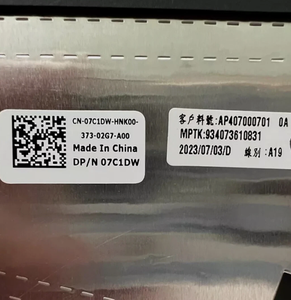 CN-07C1DW-HNK00-
373-02G7-A00
Made In China
DP/N 07C1DW
客户料號:AP407000701 0A
MPTK:934073610831
2023/07/03/D 線別:A19